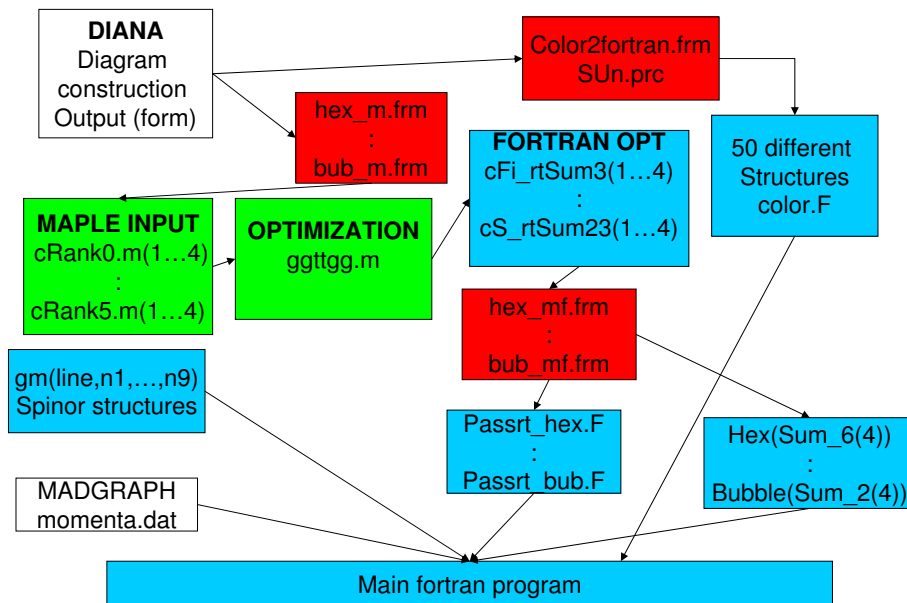 DIANA
Diagram
construction
Output (form)
Color2fortran.frm
SUn.prc
hex_m.frm
:
bub_m.frm
FORTRAN OPT
cFi_rtSum3(1…4)
:
cS_rtSum23(1…4)
50 different
Structures
color.F
MAPLE INPUT
cRank0.m(1…4)
:
cRank5.m(1…4)
OPTIMIZATION
ggttgg.m
hex_mf.frm
:
bub_mf.frm
gm(line,n1,…,n9)
Spinor structures
Passrt_hex.F
:
Passrt_bub.F
Hex(Sum_6(4))
:
Bubble(Sum_2(4))
MADGRAPH
momenta.dat
Main fortran program